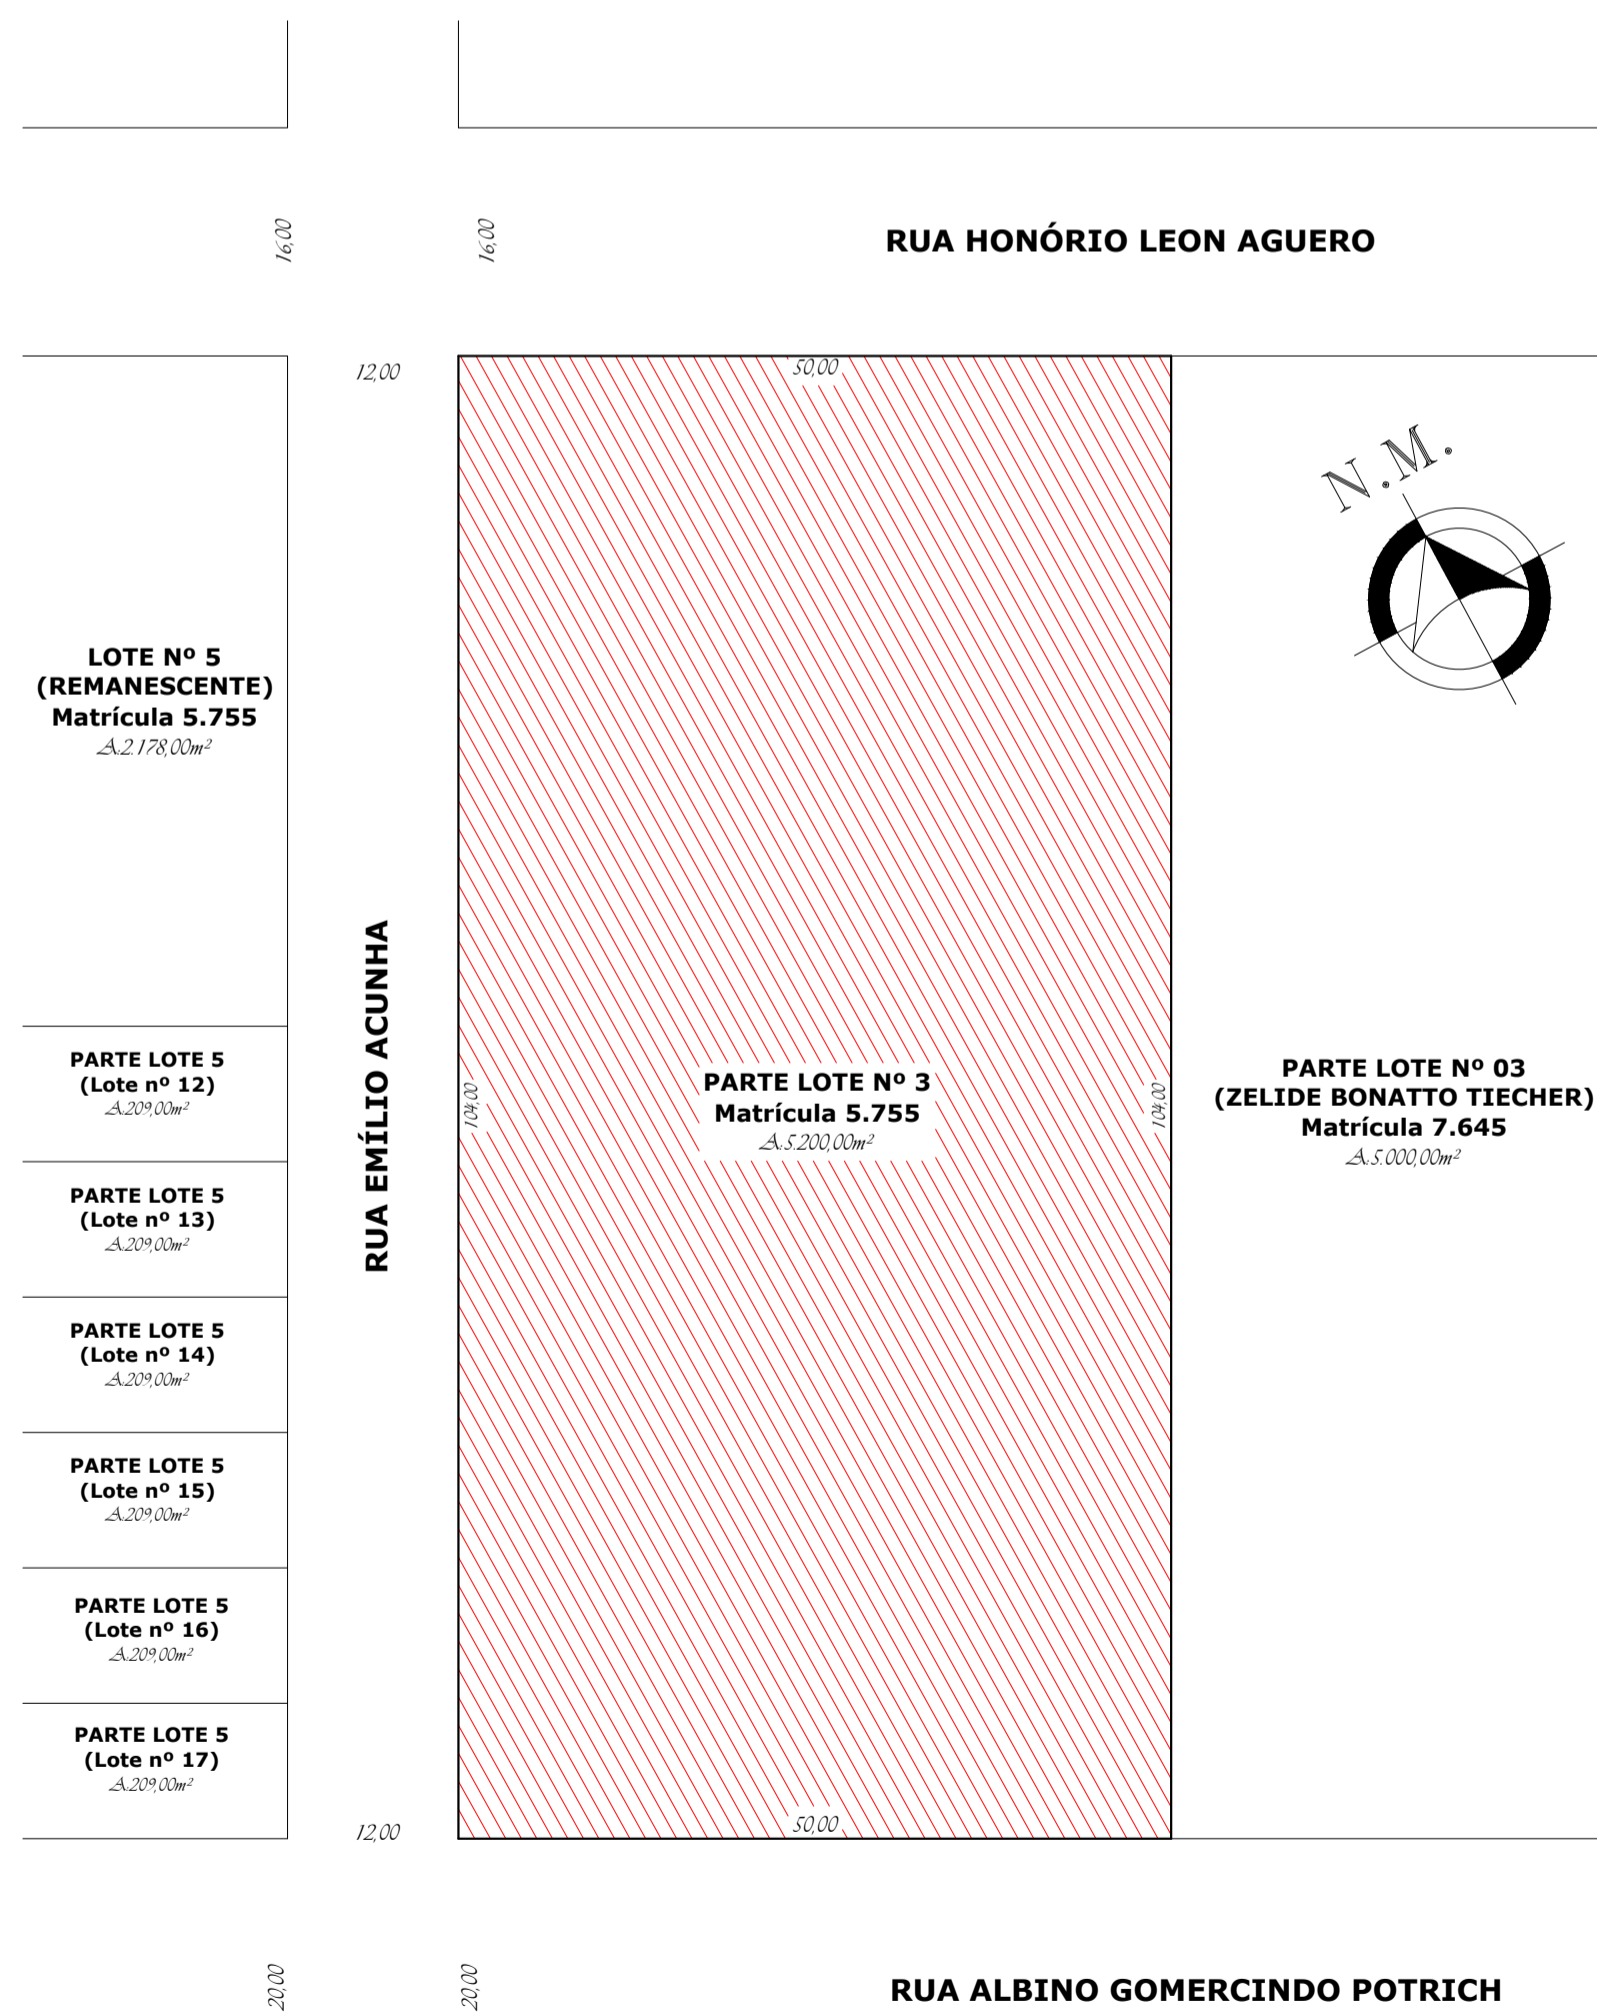 16,00
16,00
RUA HONÓRIO LEON AGUERO
12,00
50,00
N.M.
LOTE Nº 5
(REMANESCENTE)
Matrícula 5.755
A:2.178,00m²
RUA EMÍLIO ACUNHA
PARTE LOTE 5
(Lote nº 12)
A:209,00m²
PARTE LOTE 5
(Lote nº 13)
A:209,00m²
PARTE LOTE 5
(Lote nº 14)
A:209,00m²
PARTE LOTE 5
(Lote nº 15)
A:209,00m²
PARTE LOTE 5
(Lote nº 16)
A:209,00m²
PARTE LOTE 5
(Lote nº 17)
A:209,00m²
104,00
PARTE LOTE Nº 3
Matrícula 5.755
A:5.200,00m²
104,00
PARTE LOTE Nº 03
(ZELIDE BONATTO TIECHER)
Matrícula 7.645
A:5.000,00m²
12,00
50,00
20,00
20,00
RUA ALBINO GOMERCINDO POTRICH